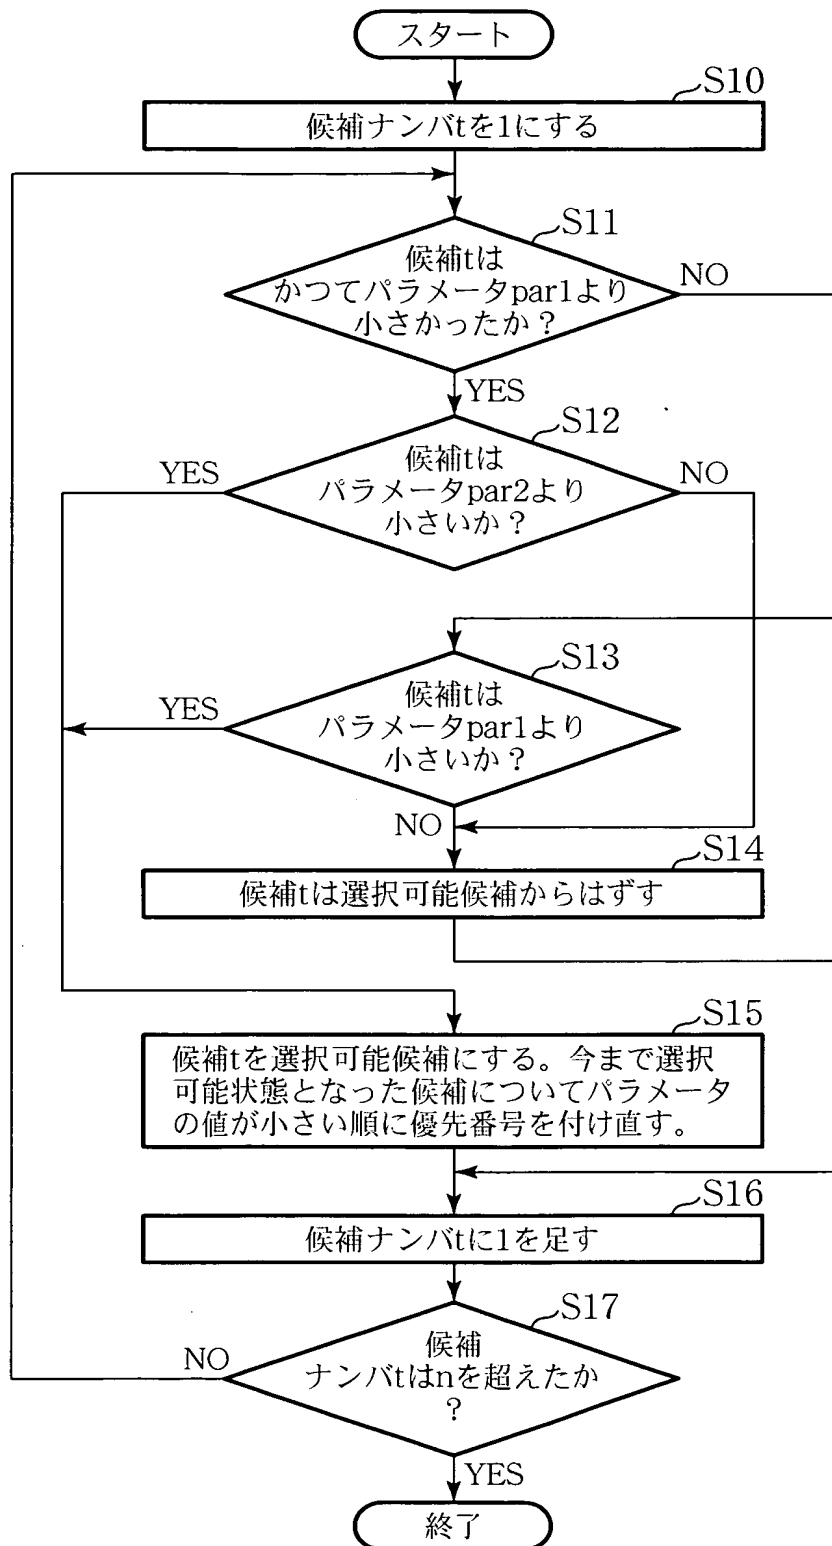 スタート
S10
候補ナンバtを1にする
S11
候補tは
かつてパラメータpar1より
小さかったか？
NO
YES
S12
候補tは
パラメータpar2より
小さいか？
YES
NO
S13
候補tは
パラメータpar1より
小さいか？
YES
NO
S14
候補tは選択可能候補からはずす
S15
候補tを選択可能候補にする。今まで選択
可能状態となった候補についてパラメータ
の値が小さい順に優先番号を付け直す。
S16
候補ナンバtに1を足す
S17
候補
ナンバtはnを超えたか
？
NO
YES
終了